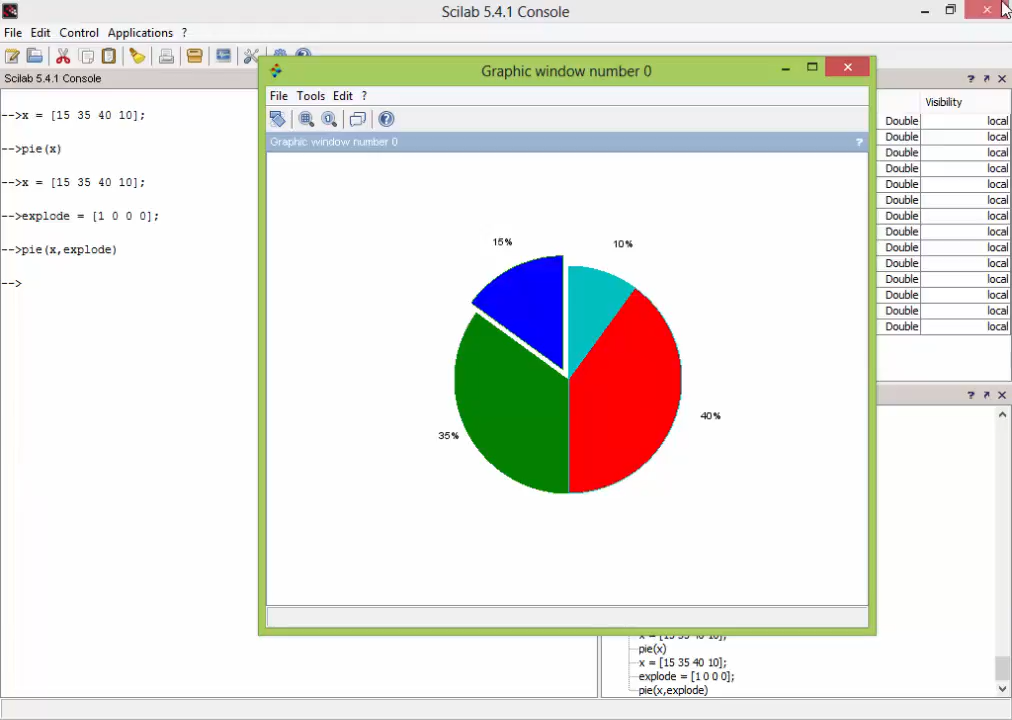 Scilab 5.4.1 Console
File Edit Control Applications ?
Scilab 5.4.1 Console
-->x = [15 35 40 10];
-->pie(x)
-->x = [15 35 40 10];
-->explode = [1 0 0 0];
-->pie(x,explode)
-->
Graphic window number 0
File Tools Edit ?
Graphic window number 0
?
15%
10%
40%
35%
?
Visibility
Double local
Double local
Double local
Double local
Double local
Double local
Double local
Double local
Double local
Double local
Double local
Double local
Double local
Double local
?
x = [15 35 40 10];
pie(x)
x = [15 35 40 10];
explode = [1 0 0 0];
pie(x,explode)